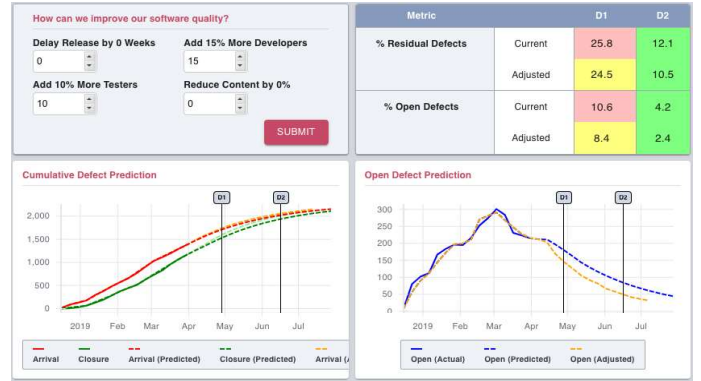 How can we improve our software quality?
Delay Release by 0 Weeks Add 15% More Developers
0 15
Add 10% More Testers Reduce Content by 0%
10 0
SUBMIT
Metric D1 D2
% Residual Defects Current 25.8 12.1
Adjusted 24.5 10.5
% Open Defects Current 10.6 4.2
Adjusted 8.4 2.4
Cumulative Defect Prediction
D1 D2
2,000
1,500
1,000
500
0
2019 Feb Mar Apr May Jun Jul
Arrival Closure Arrival (Predicted) Closure (Predicted) Arrival (A
Open Defect Prediction
D1 D2
300
250
200
150
100
50
0
2019 Feb Mar Apr May Jun Jul
Open (Actual) Open (Predicted) Open (Adjusted)